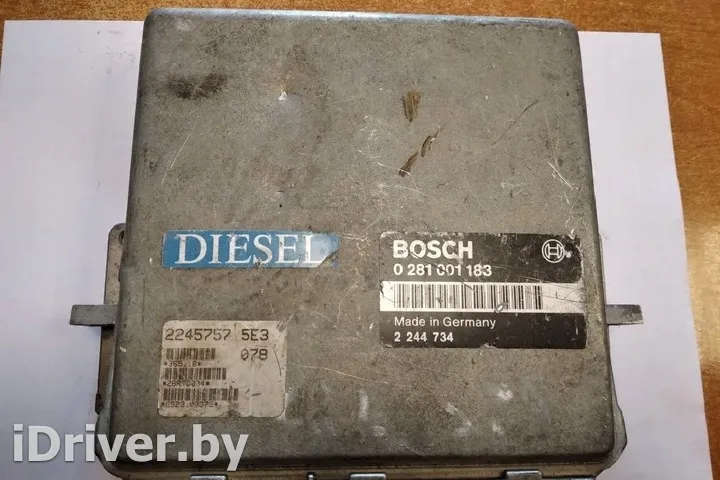 DIESEL
BOSCH
0 281 001 183
Made in Germany
2 244 734
2245757 5E3
078
iDriver.by